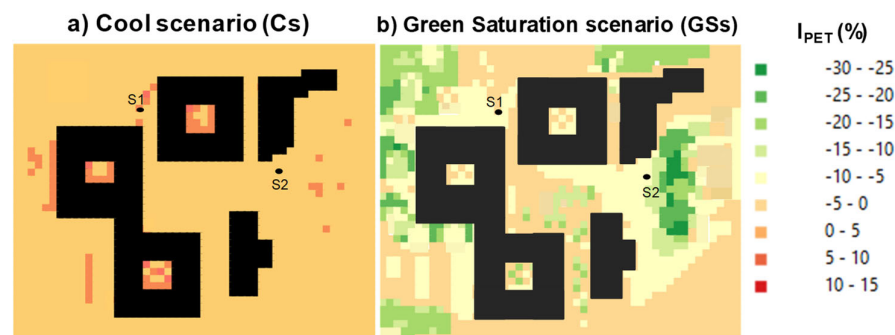 a) Cool scenario (Cs)
b) Green Saturation scenario (GSs)
I PET (%)
S1
S2
S1
S2
-30 - -25
-25 - -20
-20 - -15
-15 - -10
-10 - -5
-5 - 0
0 - 5
5 - 10
10 - 15